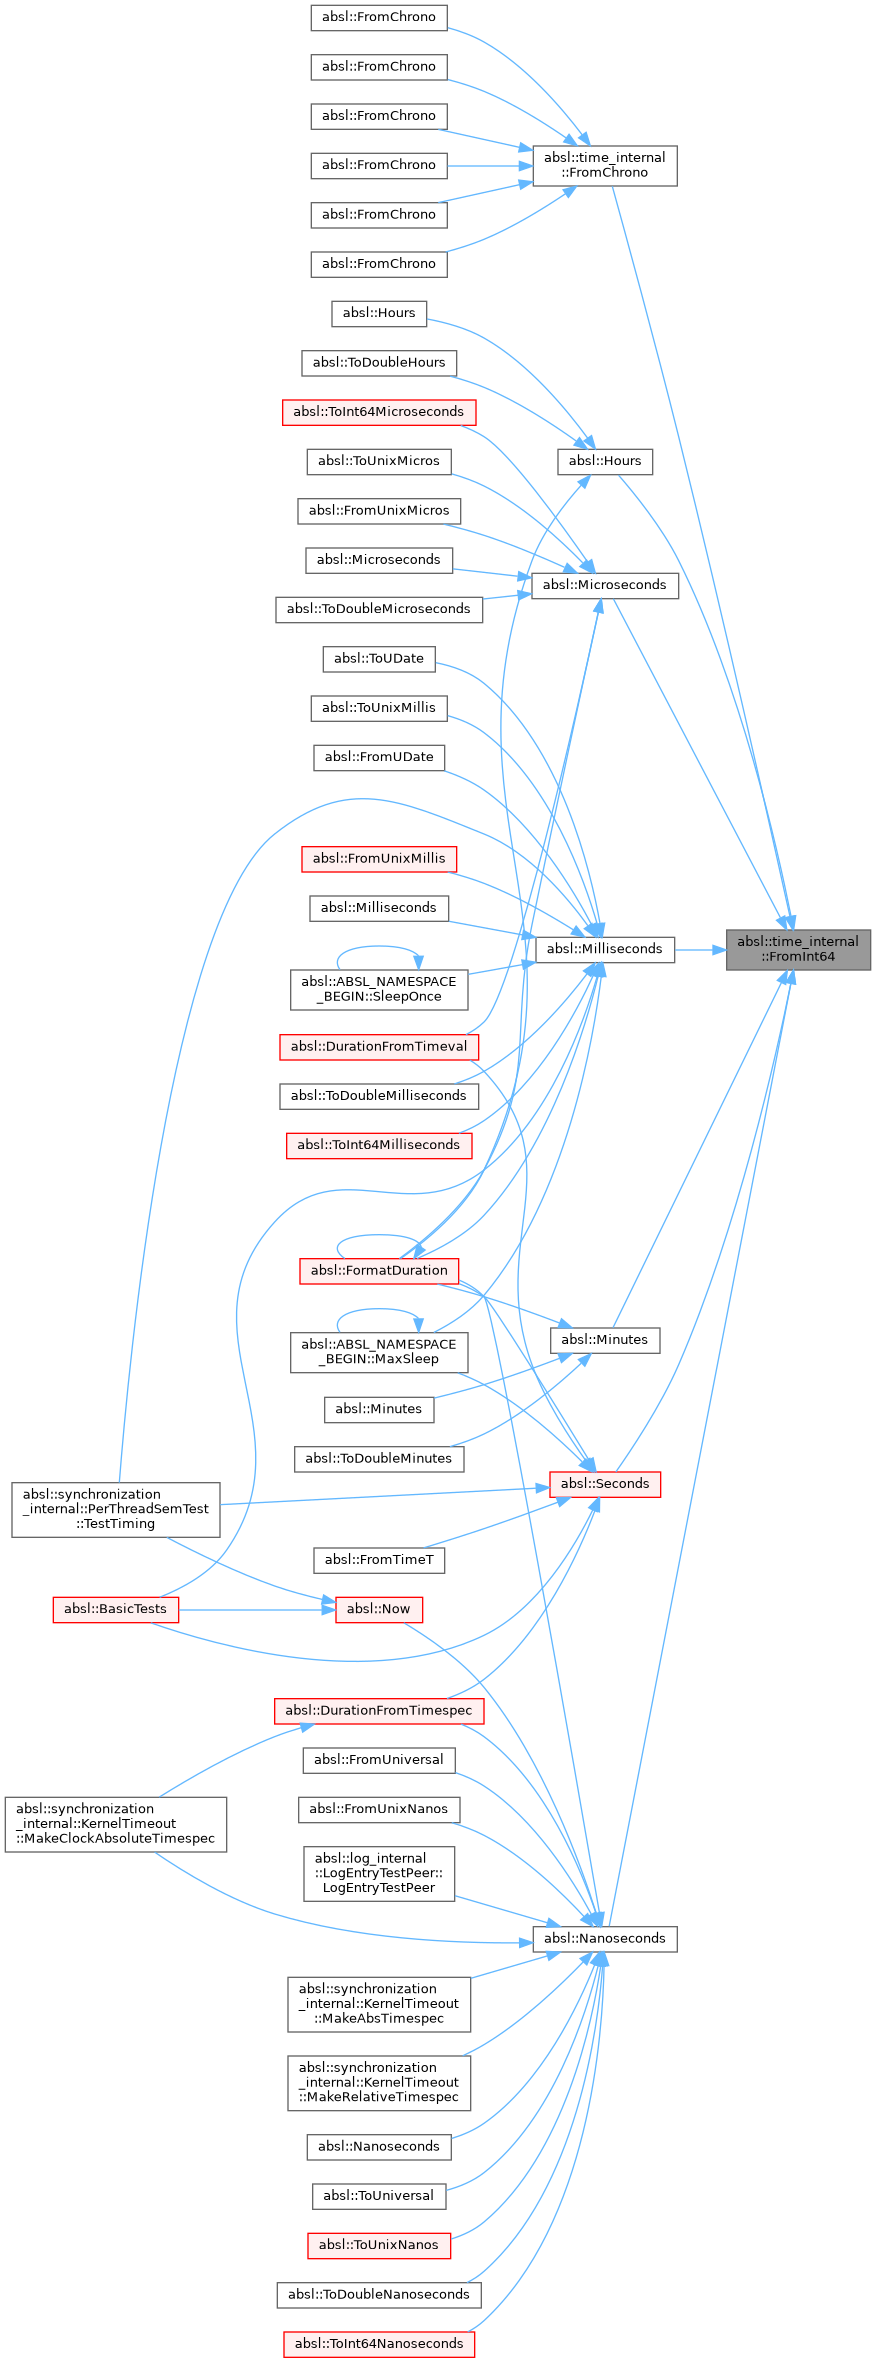 absl::FromChrono
absl::FromChrono
absl::FromChrono
absl::time_internal
::FromChrono
absl::FromChrono
absl::FromChrono
absl::FromChrono
absl::Hours
absl::ToDoubleHours
absl::ToInt64Microseconds
absl::ToUnixMicros
absl::Hours
absl::FromUnixMicros
absl::Microseconds
absl::Microseconds
absl::ToDoubleMicroseconds
absl::ToUDate
absl::ToUnixMillis
absl::FromUDate
absl::FromUnixMillis
absl::Milliseconds
absl::Milliseconds
absl::time_internal
::FromInt64
absl::ABSL_NAMESPACE
_BEGIN::SleepOnce
absl::DurationFromTimeval
absl::ToDoubleMilliseconds
absl::ToInt64Milliseconds
absl::FormatDuration
absl::ABSL_NAMESPACE
_BEGIN::MaxSleep
absl::Minutes
absl::Minutes
absl::ToDoubleMinutes
absl::Seconds
absl::synchronization
_internal::PerThreadSemTest
::TestTiming
absl::FromTimeT
absl::BasicTests
absl::Now
absl::DurationFromTimespec
absl::FromUniversal
absl::synchronization
_internal::KernelTimeout
::MakeClockAbsoluteTimespec
absl::FromUnixNanos
absl::log_internal
::LogEntryTestPeer::
LogEntryTestPeer
absl::Nanoseconds
absl::synchronization
_internal::KernelTimeout
::MakeAbsTimespec
absl::synchronization
_internal::KernelTimeout
::MakeRelativeTimespec
absl::Nanoseconds
absl::ToUniversal
absl::ToUnixNanos
absl::ToDoubleNanoseconds
absl::ToInt64Nanoseconds